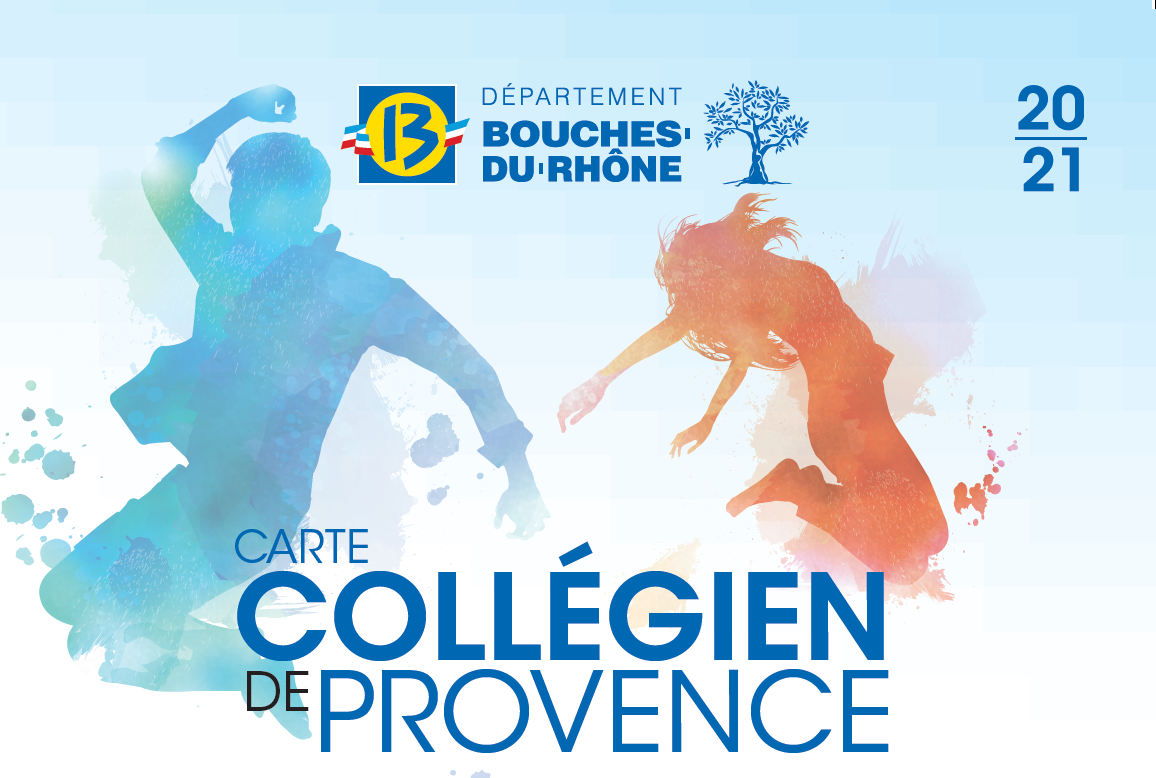 13
DÉPARTEMENT
BOUCHES-
DU-RHÔNE
20
21
CARTE
COLLÉGIEN
DE PROVENCE